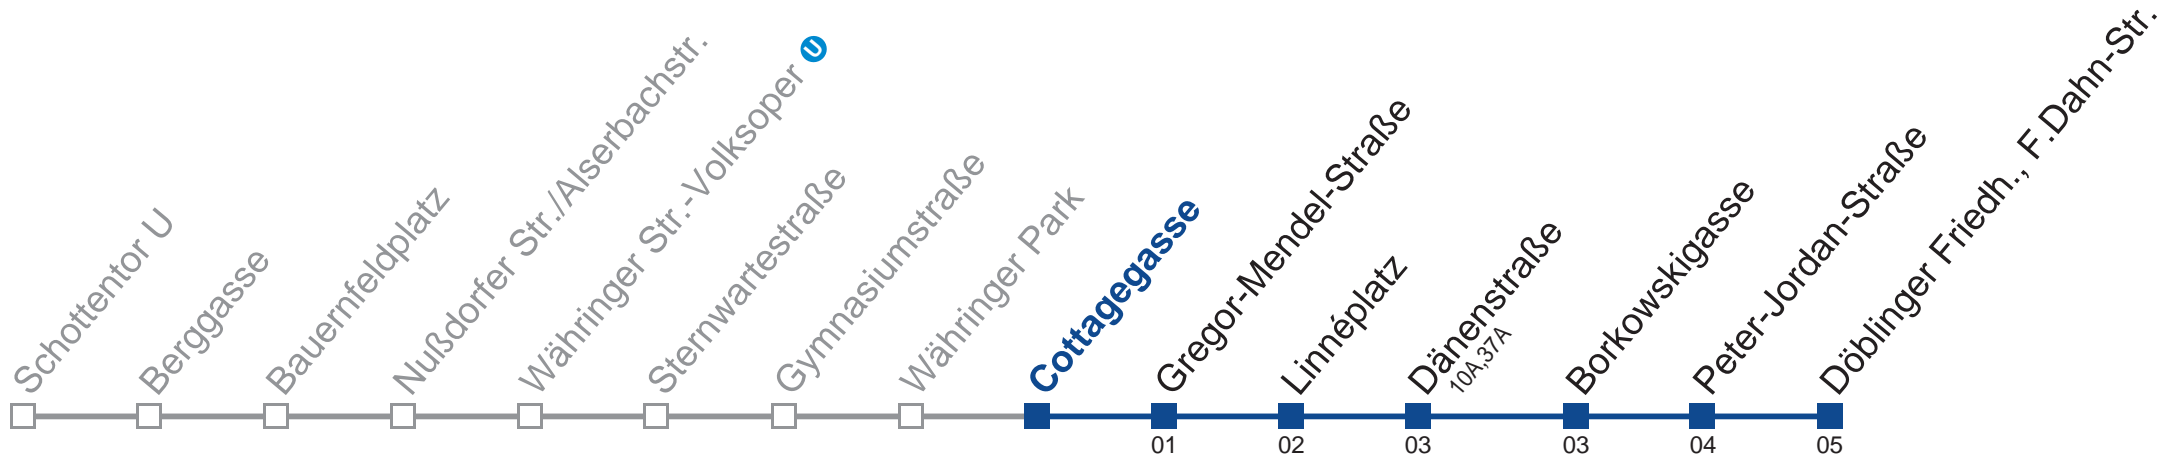 Schottentor U
Berggasse
Bauernfeldplatz
Nußdorfer Str./Alserbachstr.
Währinger Str.-Volksoper U
Sternwartestraße
Gymnasiumstraße
Währinger Park
Cottagegasse
Gregor-Mendel-Straße
Linnéplatz
Dänenstraße
10A,37A
Borkowskigasse
Peter-Jordan-Straße
Döblinger Friedh., F.Dahn-Str.
01 02 03 03 04 05